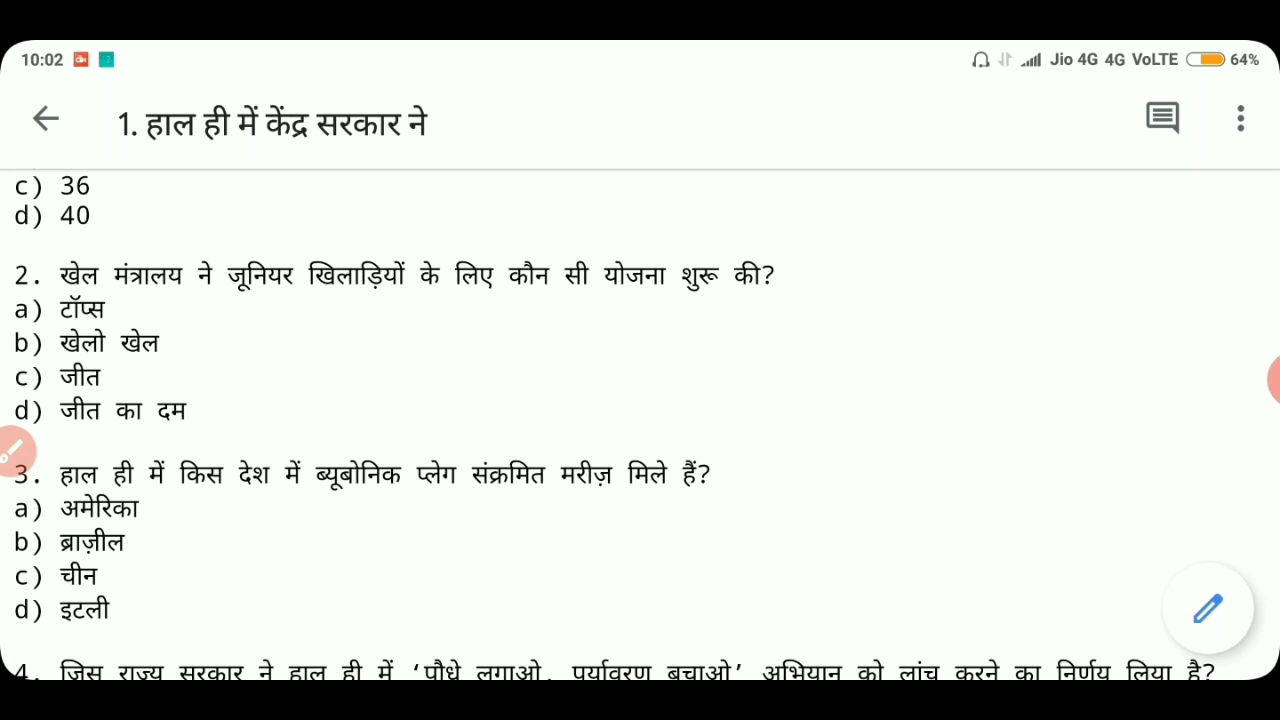 10:02
Jio 4G 4G VoLTE 64%
1. हाल ही में केंद्र सरकार ने
c) 36
d) 40
2. खेल मंत्रालय ने जूनियर खिलाड़ियों के लिए कौन सी योजना शुरू की?
a) टॉप्स
b) खेलो खेल
c) जीत
d) जीत का दम
3. हाल ही में किस देश में ब्यूबोनिक प्लेग संक्रमित मरीज़ मिले हैं?
a) अमेरिका
b) ब्राज़ील
c) चीन
d) इटली
4. जिस राज्य सरकार ने हाल ही में ‘पौधे लगाओ, पर्यावरण बचाओ’ अभियान को लांच करने का निर्णय लिया है?